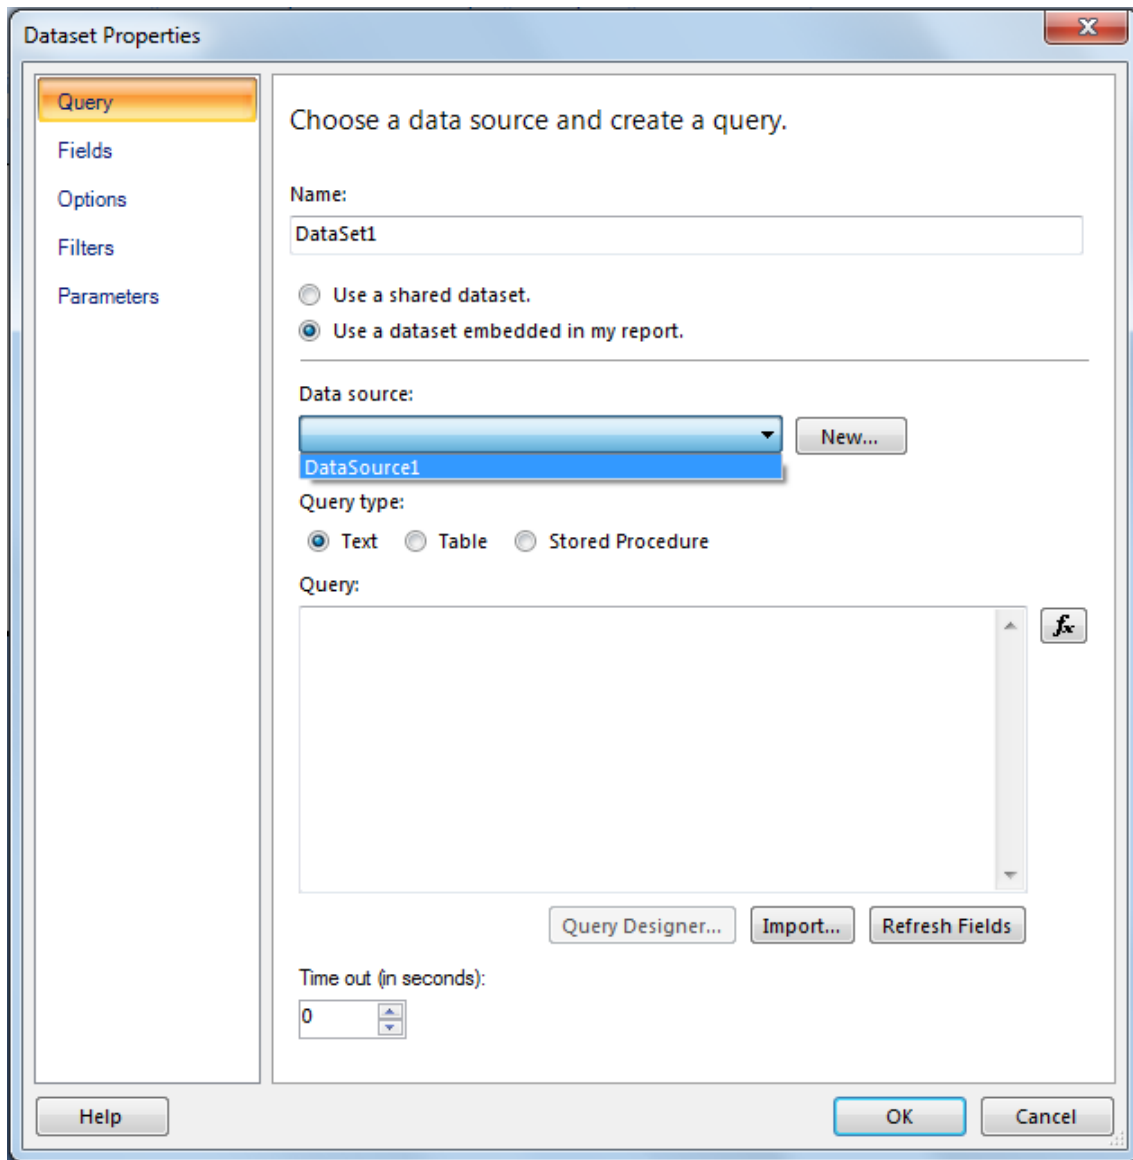 Dataset Properties
x
Query
Fields
Options
Filters
Parameters
Choose a data source and create a query.
Name:
DataSet1
Use a shared dataset.
Use a dataset embedded in my report.
Data source:
New...
DataSource1
Query type:
Text Table Stored Procedure
Query:
fx
Query Designer... Import... Refresh Fields
Time out (in seconds):
0
Help OK Cancel